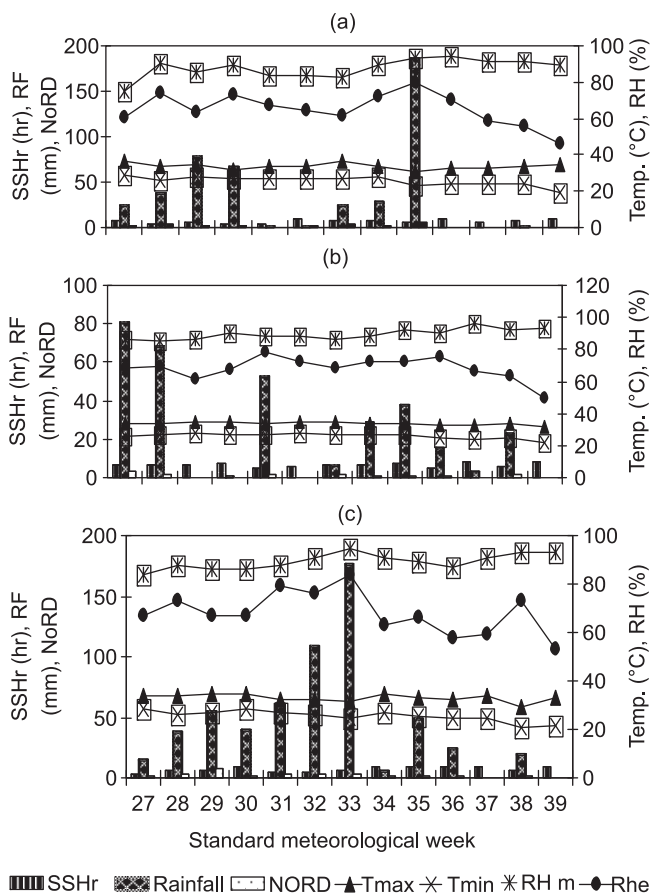 (a)
200
150
100
50
0
SSHr (hr), RF
(mm), NoRD
100
80
60
40
20
0
Temp. (°C), RH (%)
(b)
100
80
60
40
20
0
SSHr (hr), RF
(mm), NoRD
120
100
80
60
40
20
0
Temp. (°C), RH (%)
(c)
200
150
100
50
0
SSHr (hr), RF
(mm), NoRD
100
80
60
40
20
0
Temp. (°C), RH (%)
27 28 29 30 31 32 33 34 35 36 37 38 39
Standard meteorological week
SSHr Rainfall NORD Tmax Tmin RH m Rhe